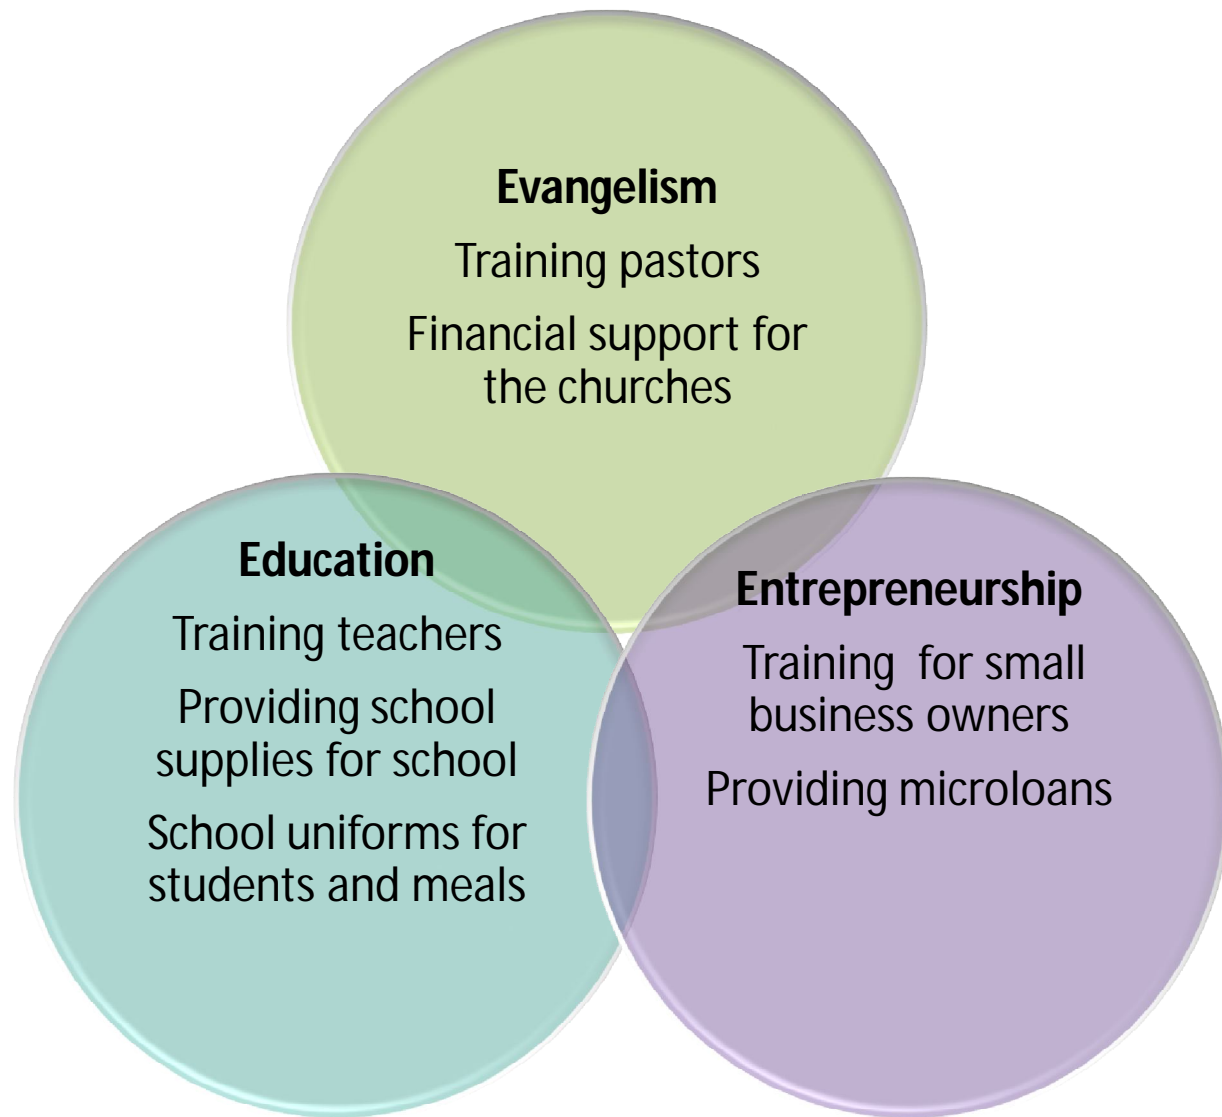 Evangelism
Training pastors
Financial support for
the churches
Education
Training teachers
Providing school
supplies for school
School uniforms for
students and meals
Entrepreneurship
Training  for small
business owners
Providing microloans